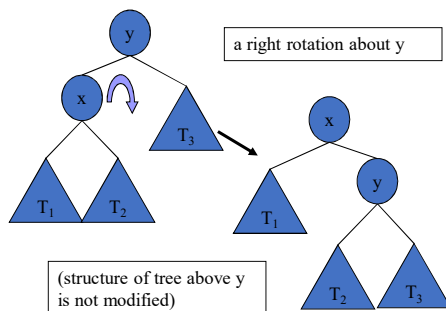 y
a right rotation about y
x
T3
x
y
T1
T2
T1
T2
T3
(structure of tree above y
is not modified)